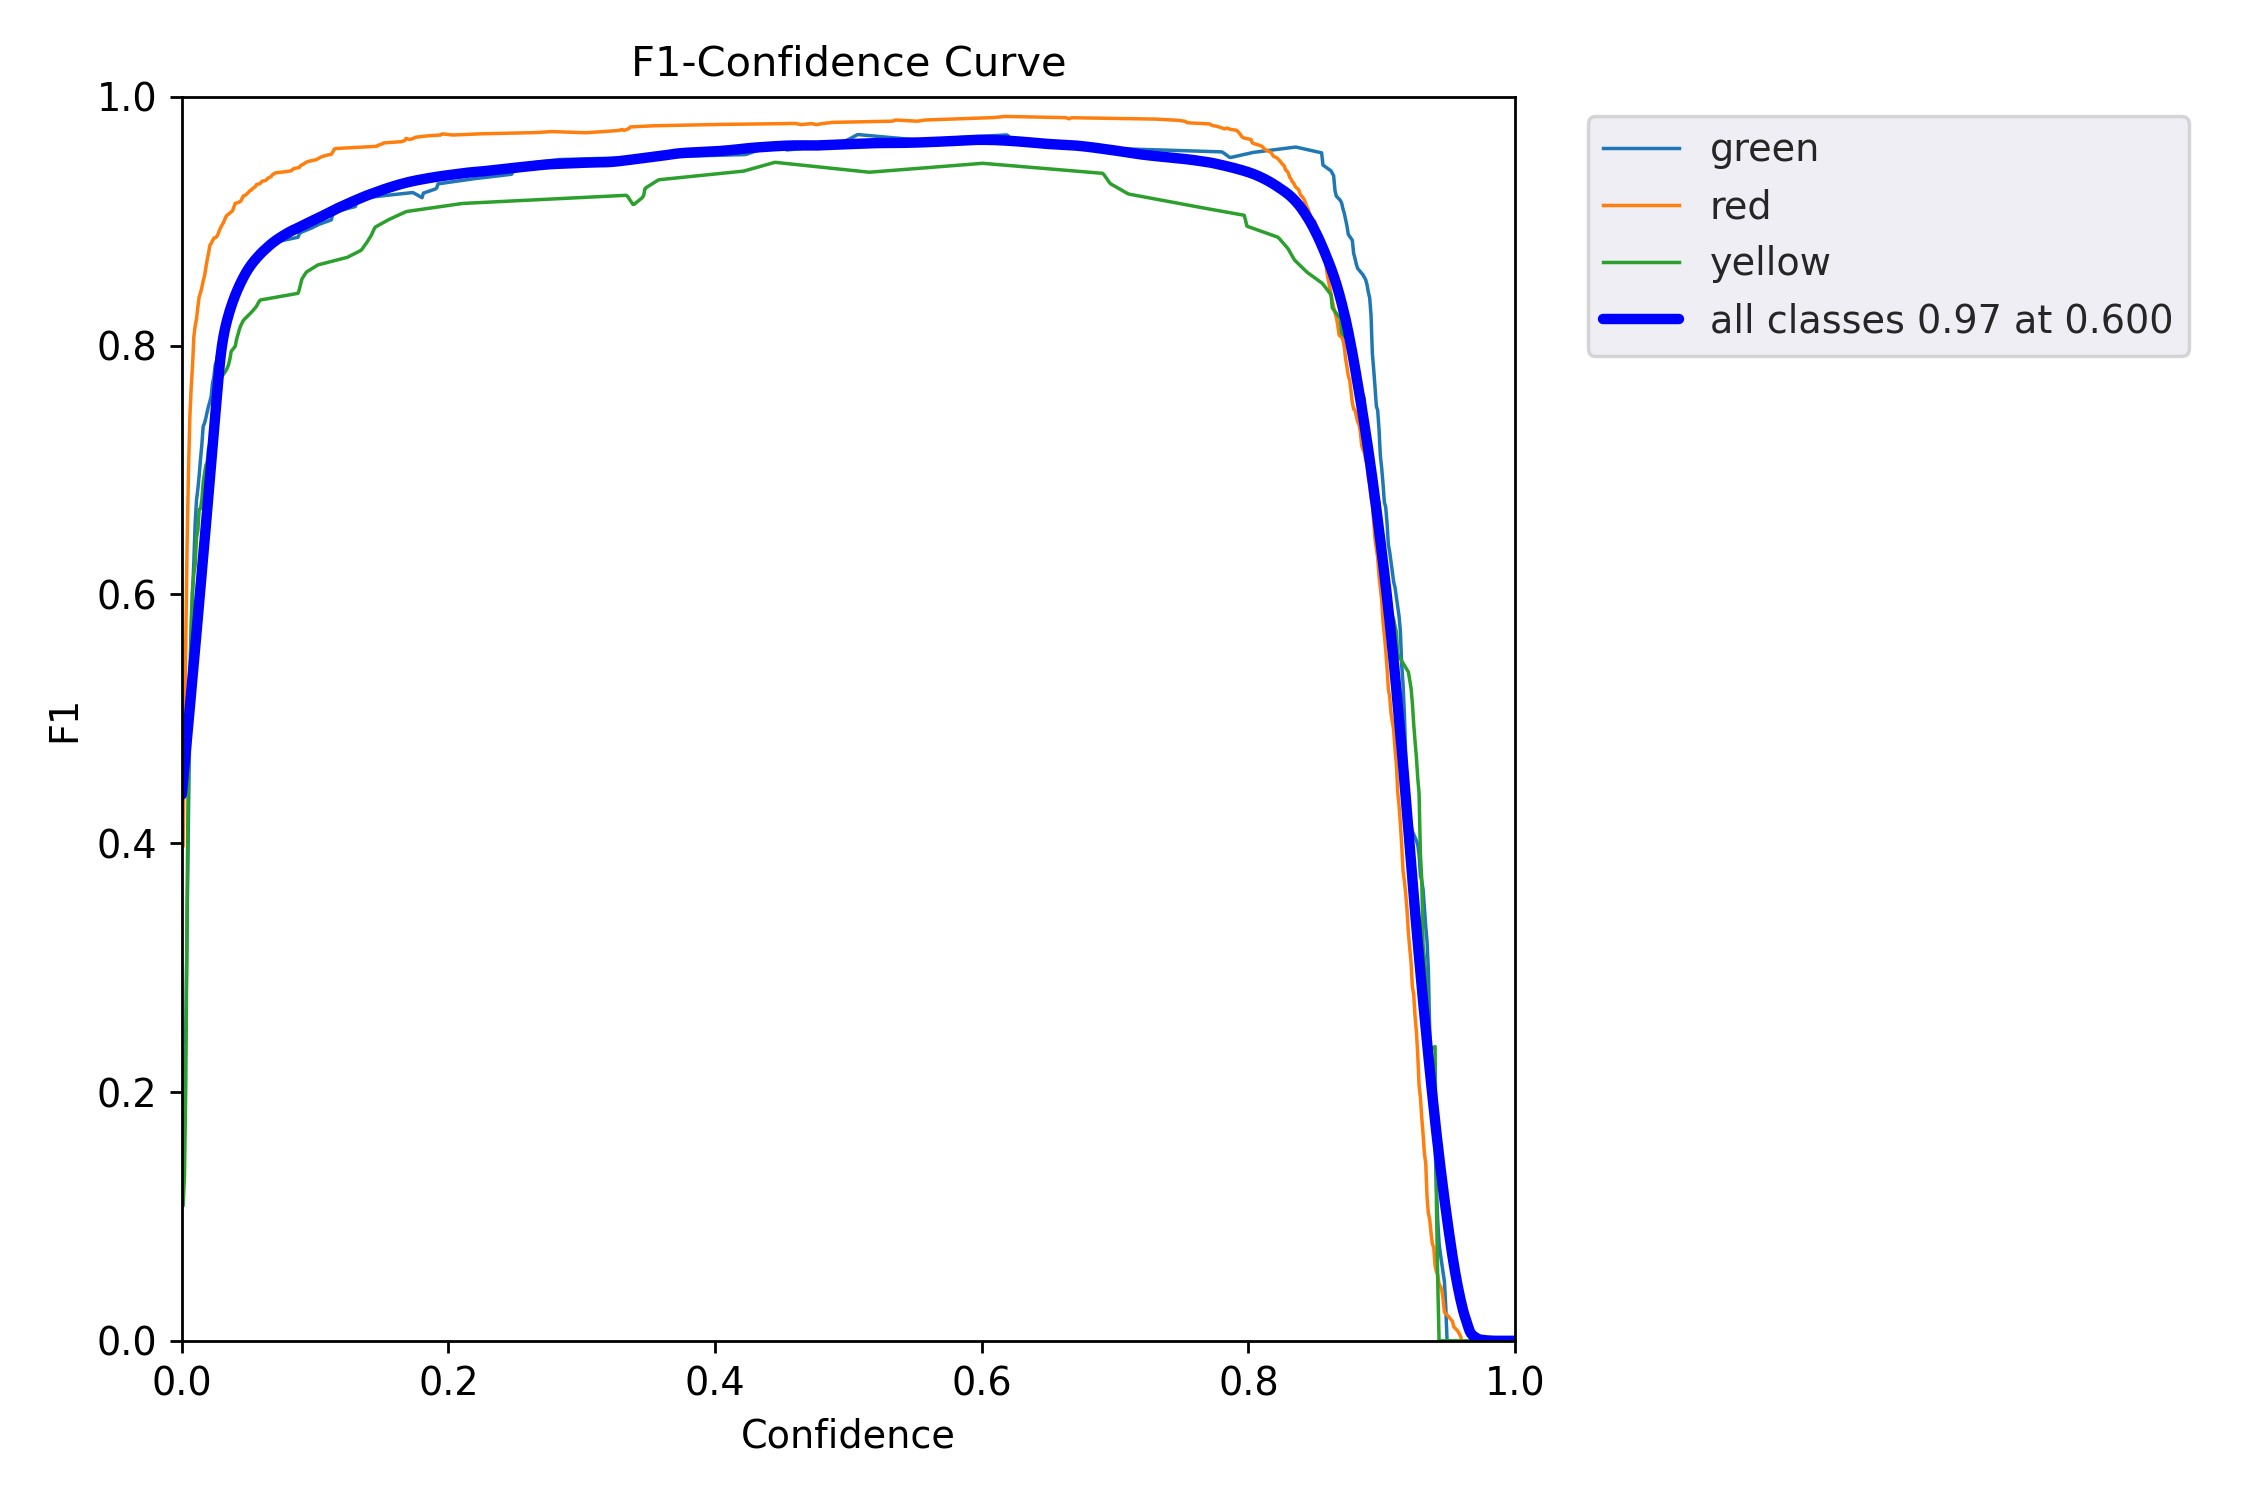 F1-Confidence Curve
1.0
0.8
0.6
0.4
0.2
0.0
F1
0.0 0.2 0.4 0.6 0.8 1.0
Confidence
green
red
yellow
all classes 0.97 at 0.600